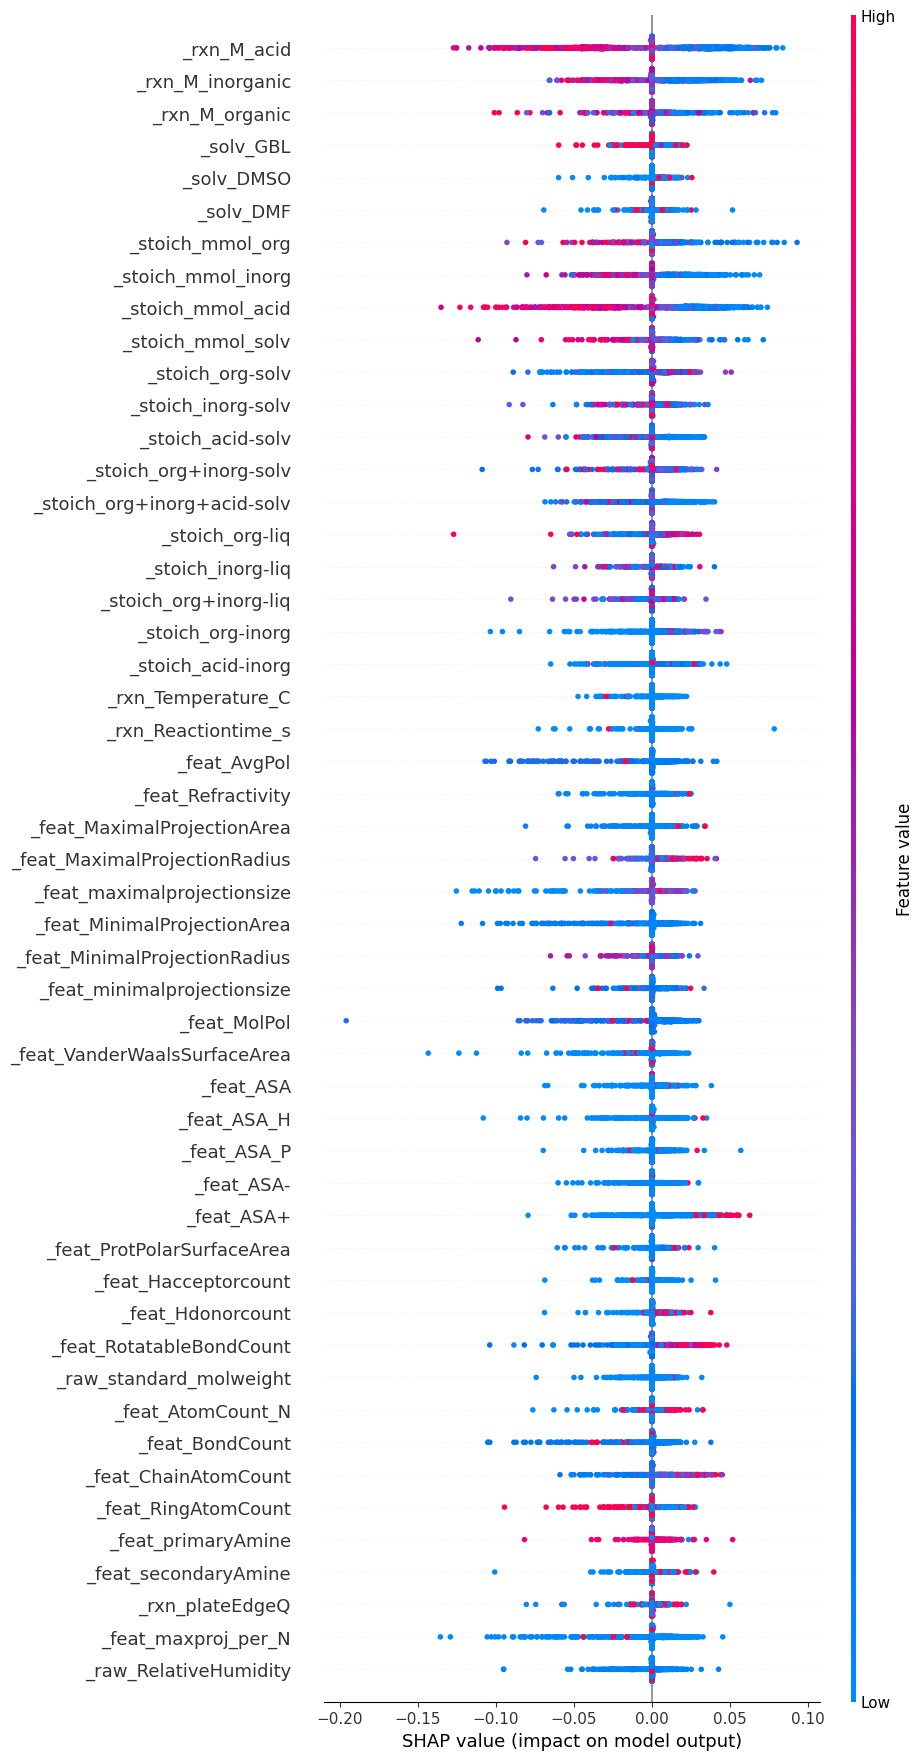 High
_rxn_M_acid
_rxn_M_inorganic
_rxn_M_organic
_solv_GBL
_solv_DMSO
_solv_DMF
_stoich_mmol_org
_stoich_mmol_inorg
_stoich_mmol_acid
_stoich_mmol_solv
_stoich_org-solv
_stoich_inorg-solv
_stoich_acid-solv
_stoich_org+inorg-solv
_stoich_org+inorg+acid-solv
_stoich_org-liq
_stoich_inorg-liq
_stoich_org+inorg-liq
_stoich_org-inorg
_stoich_acid-inorg
_rxn_Temperature_C
_rxn_Reactiontime_s
_feat_AvgPol
_feat_Refractivity
_feat_MaximalProjectionArea
_feat_MaximalProjectionRadius
_feat_maximalprojectionsize
_feat_MinimalProjectionArea
_feat_MinimalProjectionRadius
_feat_minimalprojectionsize
_feat_MolPol
_feat_VanderWaalsSurfaceArea
_feat_ASA
_feat_ASA_H
_feat_ASA_P
_feat_ASA-
_feat_ASA+
_feat_ProtPolarSurfaceArea
_feat_Hacceptorcount
_feat_Hdonorcount
_feat_RotatableBondCount
_raw_standard_molweight
_feat_AtomCount_N
_feat_BondCount
_feat_ChainAtomCount
_feat_RingAtomCount
_feat_primaryAmine
_feat_secondaryAmine
_rxn_plateEdgeQ
_feat_maxproj_per_N
_raw_RelativeHumidity
Feature value
Low
−0.20 −0.15 −0.10 −0.05 0.00 0.05 0.10
SHAP value (impact on model output)